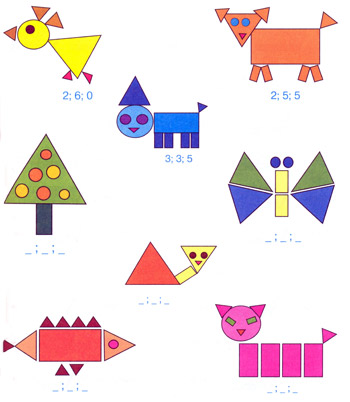 2; 6; 0
2; 5; 5
3; 3; 5
_ ; _ ; _
_ ; _ ; _
_ ; _ ; _
_ ; _ ; _
_ ; _ ; _